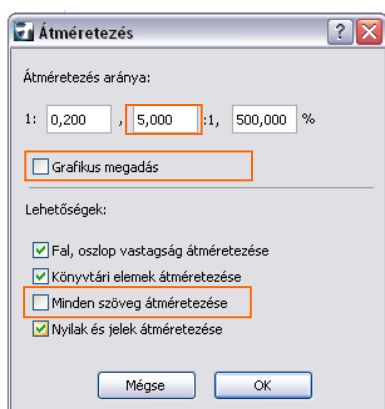 Átméretezés
Átméretezés aránya:
1: 0,200 , 5,000 :1, 500,000 %
Grafikus megadás
Lehetőségek:
Fal, oszlop vastagság átméretezése
Könyvtári elemek átméretezése
Minden szöveg átméretezése
Nyilak és jelek átméretezése
Mégse OK